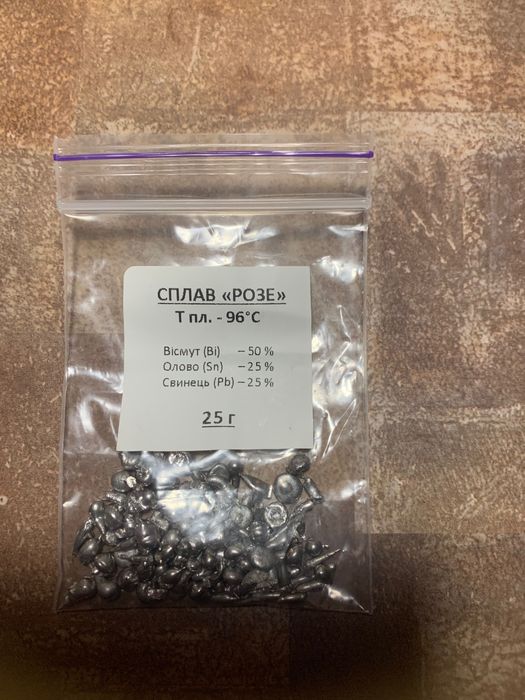 СПЛАВ «РОЗЕ»
Т пл. - 96°С
Вісмут (Bi) – 50 %
Олово (Sn) – 25 %
Свинець (Pb) – 25 %
25 г